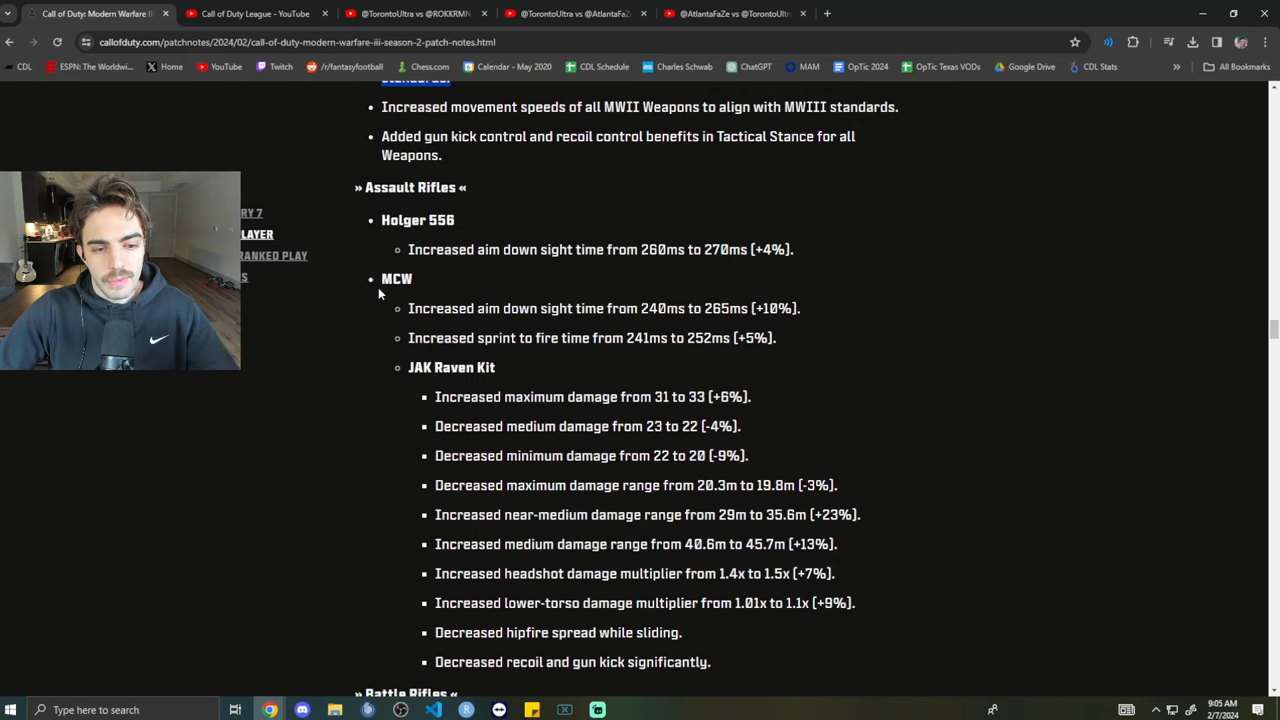 Call of Duty: Modern Warfare II
Call of Duty League - YouTube
@TorontoUltra vs @ROKKRMN
@TorontoUltra vs @AtlantaFaZe
@AtlantaFaZe vs @TorontoUltra
callofduty.com/patchnotes/2024/02/call-of-duty-modern-warfare-iii-season-2-patch-notes.html
CDL
ESPN: The Worldwi...
Home
YouTube
Twitch
/r/fantasyfootball
Chess.com
Calendar - May 2020
CDL Schedule
Charles Schwab
ChatGPT
MAM
OpTic 2024
OpTic Texas VODs
Google Drive
CDL Stats
»
All Bookmarks
standards.
• Increased movement speeds of all MWII Weapons to align with MWIII standards.
• Added gun kick control and recoil control benefits in Tactical Stance for all
Weapons.
» Assault Rifles «
RY 7
LAYER
RANKED PLAY
S
• Holger 556
Increased aim down sight time from 260ms to 270ms (+4%).
• MCW
Increased aim down sight time from 240ms to 265ms (+10%).
Increased sprint to fire time from 241ms to 252ms (+5%).
JAK Raven Kit
Increased maximum damage from 31 to 33 (+6%).
Decreased medium damage from 23 to 22 (-4%).
Decreased minimum damage from 22 to 20 (-9%).
Decreased maximum damage range from 20.3m to 19.8m (-3%).
Increased near-medium damage range from 29m to 35.6m (+23%).
Increased medium damage range from 40.6m to 45.7m (+13%).
Increased headshot damage multiplier from 1.4x to 1.5x (+7%).
Increased lower-torso damage multiplier from 1.01x to 1.1x (+9%).
Decreased hipfire spread while sliding.
Decreased recoil and gun kick significantly.
» Battle Rifles «
Type here to search
9:05 AM
2/7/2024